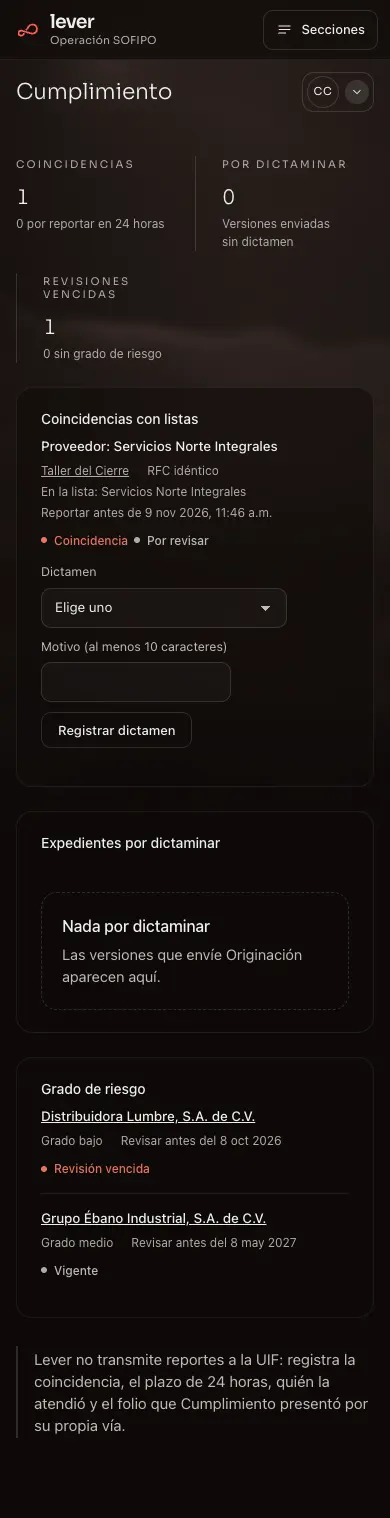 lever
Operación SOFIPO
Secciones
Cumplimiento
CC
COINCIDENCIAS
1
0 por reportar en 24 horas
POR DICTAMINAR
0
Versiones enviadas
sin dictamen
REVISIONES
VENCIDAS
1
0 sin grado de riesgo
Coincidencias con listas
Proveedor: Servicios Norte Integrales
Taller del Cierre RFC idéntico
En la lista: Servicios Norte Integrales
Reportar antes de 9 nov 2026, 11:46 a.m.
Coincidencia Por revisar
Dictamen
Elige uno
Motivo (al menos 10 caracteres)
Registrar dictamen
Expedientes por dictaminar
Nada por dictaminar
Las versiones que envíe Originación
aparecen aquí.
Grado de riesgo
Distribuidora Lumbre, S.A. de C.V.
Grado bajo Revisar antes del 8 oct 2026
Revisión vencida
Grupo Ébano Industrial, S.A. de C.V.
Grado medio Revisar antes del 8 may 2027
Vigente
Lever no transmite reportes a la UIF: registra la
coincidencia, el plazo de 24 horas, quién la
atendió y el folio que Cumplimiento presentó por
su propia vía.